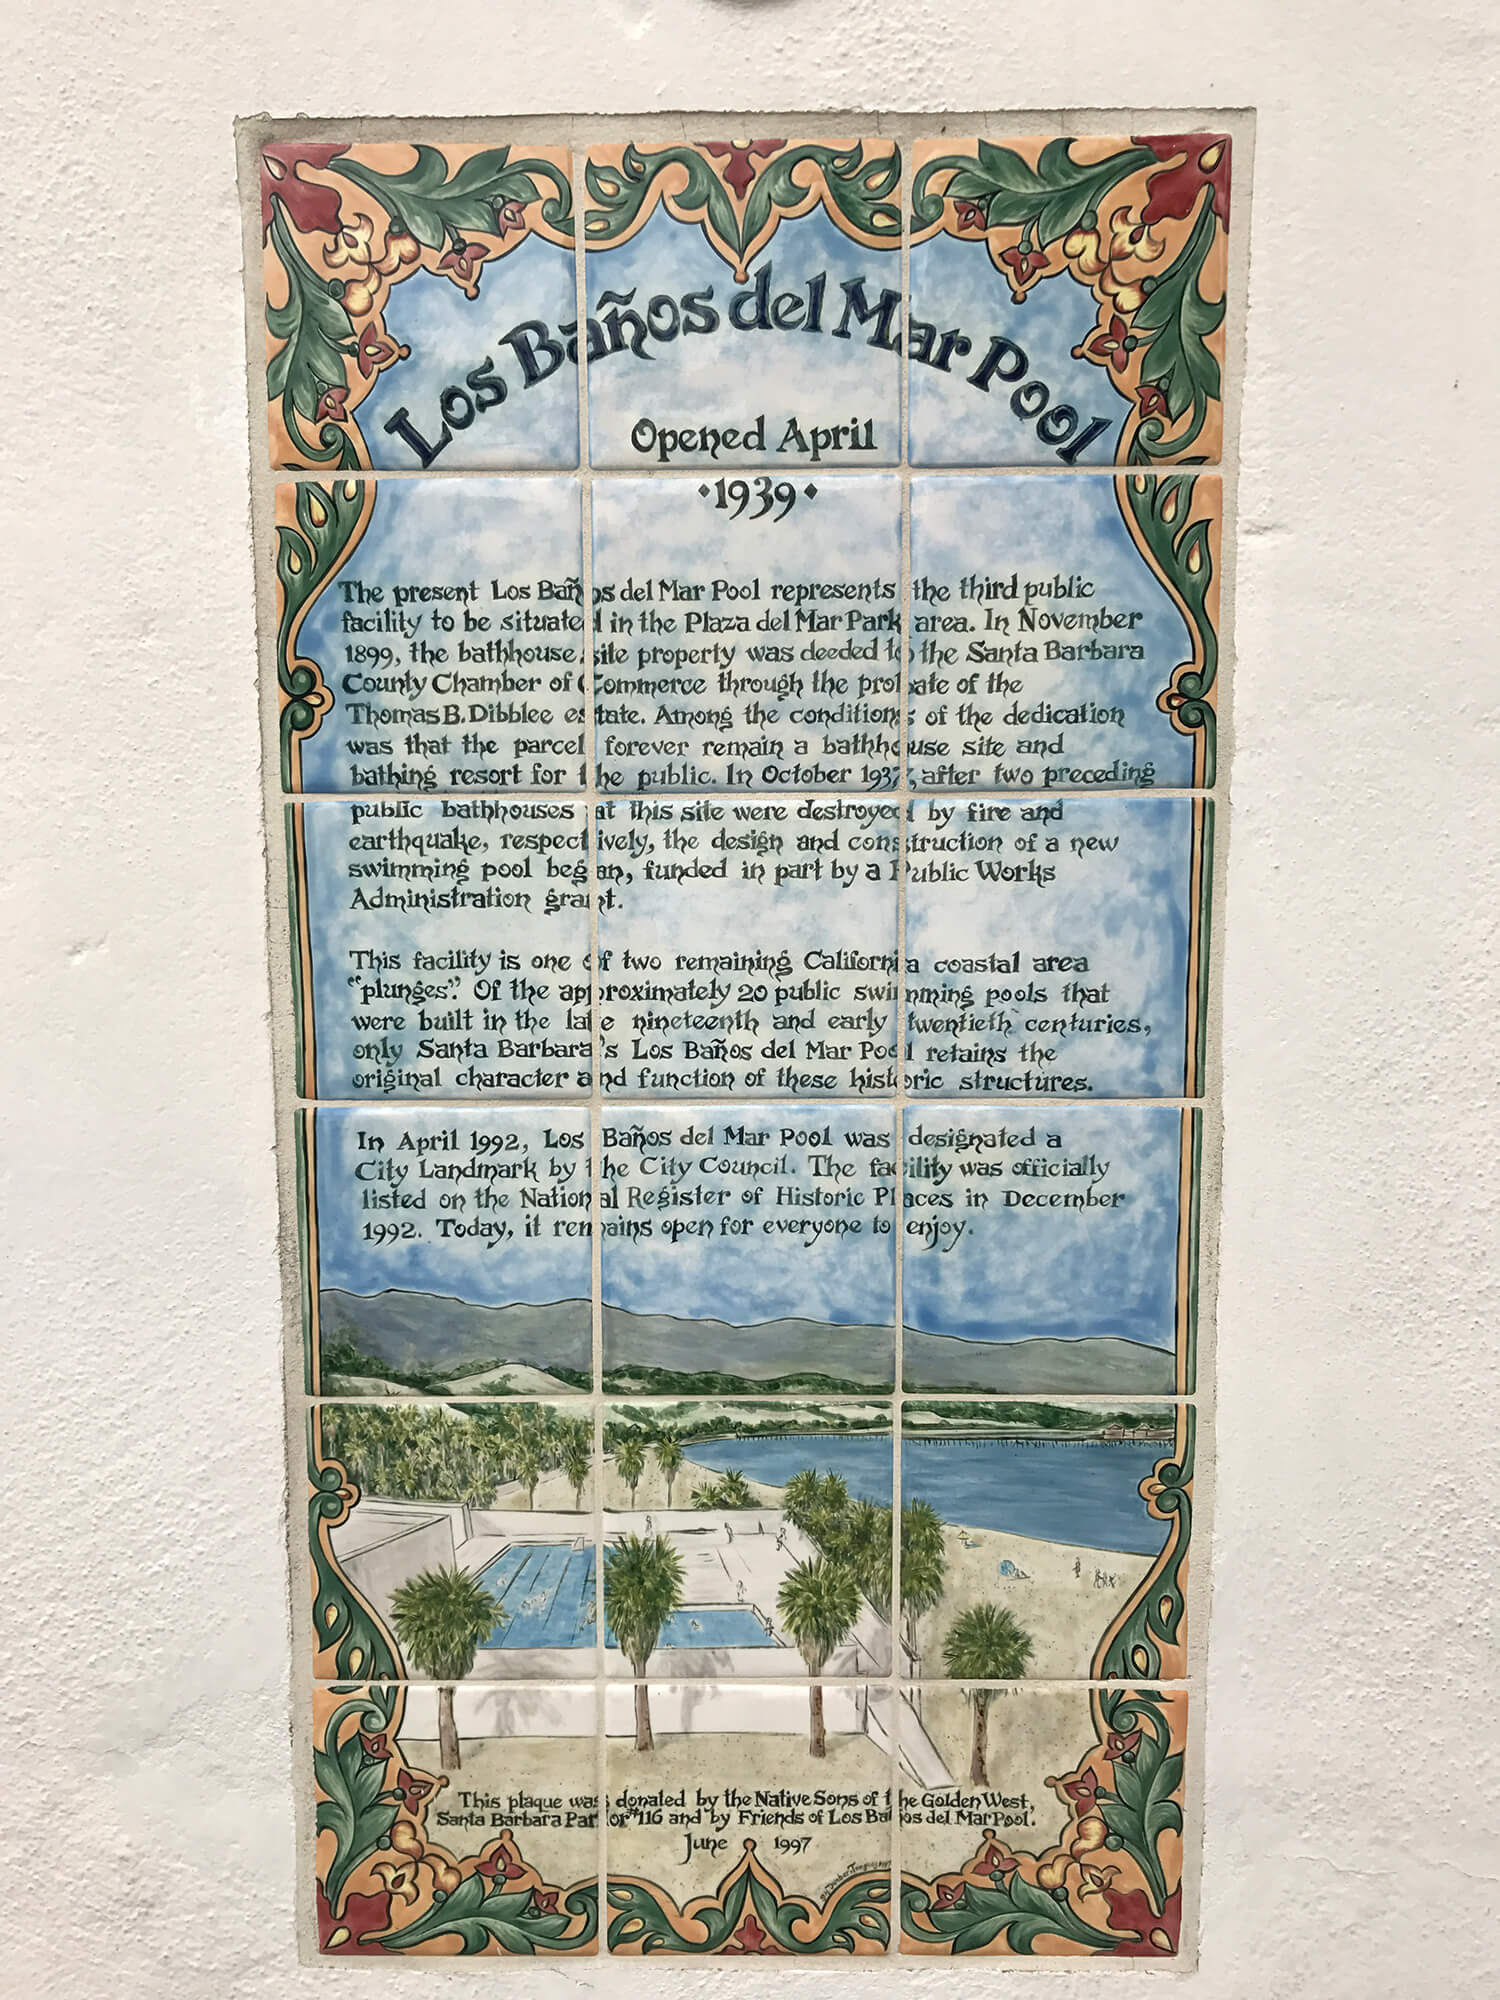 Los Baños del Mar Pool
Opened April
1939
The present Los Baños del Mar Pool represents the third public
facility to be situated in the Plaza del Mar Park area. In November
1899, the bathhouse site property was deeded to the Santa Barbara
County Chamber of Commerce through the probate of the
Thomas B. Dibblee estate. Among the conditions of the dedication
was that the parcel forever remain a bathhouse site and
bathing resort for the public. In October 1937, after two preceding
public bathhouses at this site were destroyed by fire and
earthquake, respectively, the design and construction of a new
swimming pool began, funded in part by a Public Works
Administration grant.
This facility is one of two remaining California coastal area
"plunges". Of the approximately 20 public swimming pools that
were built in the late nineteenth and early twentieth centuries,
only Santa Barbara's Los Baños del Mar Pool retains the
original character and function of these historic structures.
In April 1992, Los Baños del Mar Pool was designated a
City Landmark by the City Council. The facility was officially
listed on the National Register of Historic Places in December
1992. Today, it remains open for everyone to enjoy.
This plaque was donated by the Native Sons of the Golden West,
Santa Barbara Parlor #116 and by Friends of Los Baños del Mar Pool.
June 1997